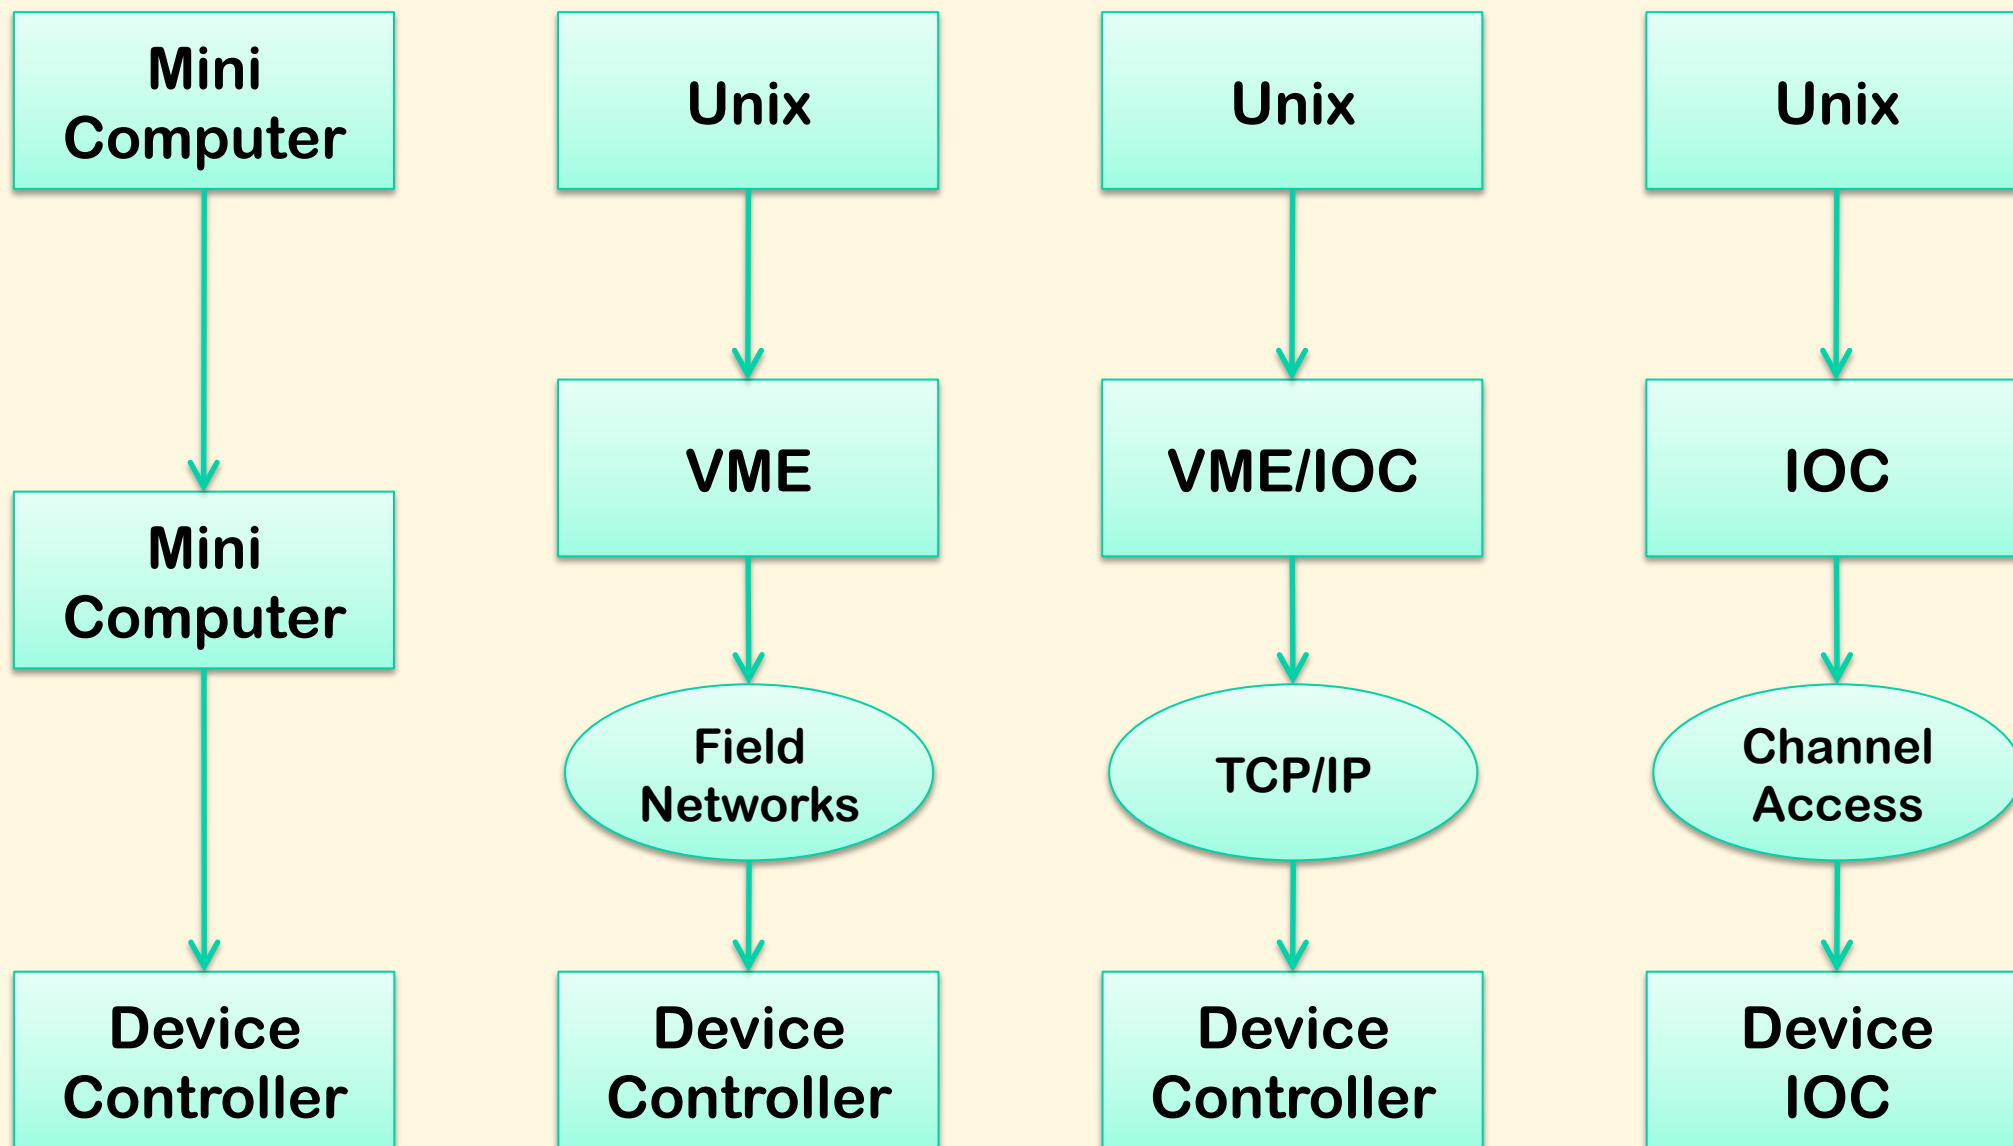 Mini
Computer
Unix
Unix
Unix
VME
VME/IOC
IOC
Mini
Computer
Field
Networks
TCP/IP
Channel
Access
Device
Controller
Device
Controller
Device
Controller
Device
IOC